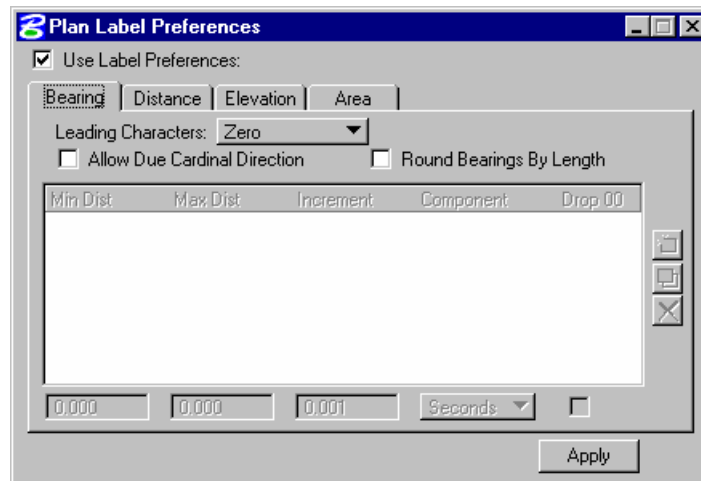 Plan Label Preferences
Use Label Preferences:
Bearing Distance Elevation Area
Leading Characters: Zero
Allow Due Cardinal Direction Round Bearings By Length
Min Dist Max Dist Increment Component Drop 00
0.000 0.000 0.001 Seconds
Apply